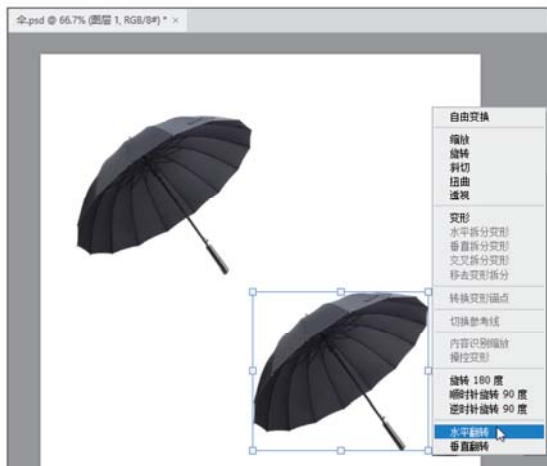 伞.psd @ 66.7% (图层 1, RGB/8#) * ×
自由变换
缩放
旋转
斜切
扭曲
透视
变形
水平拆分变形
垂直拆分变形
交叉拆分变形
移去变形拆分
转换变形锚点
切换参考线
内容识别缩放
操控变形
旋转 180 度
顺时针旋转 90 度
逆时针旋转 90 度
水平翻转
垂直翻转